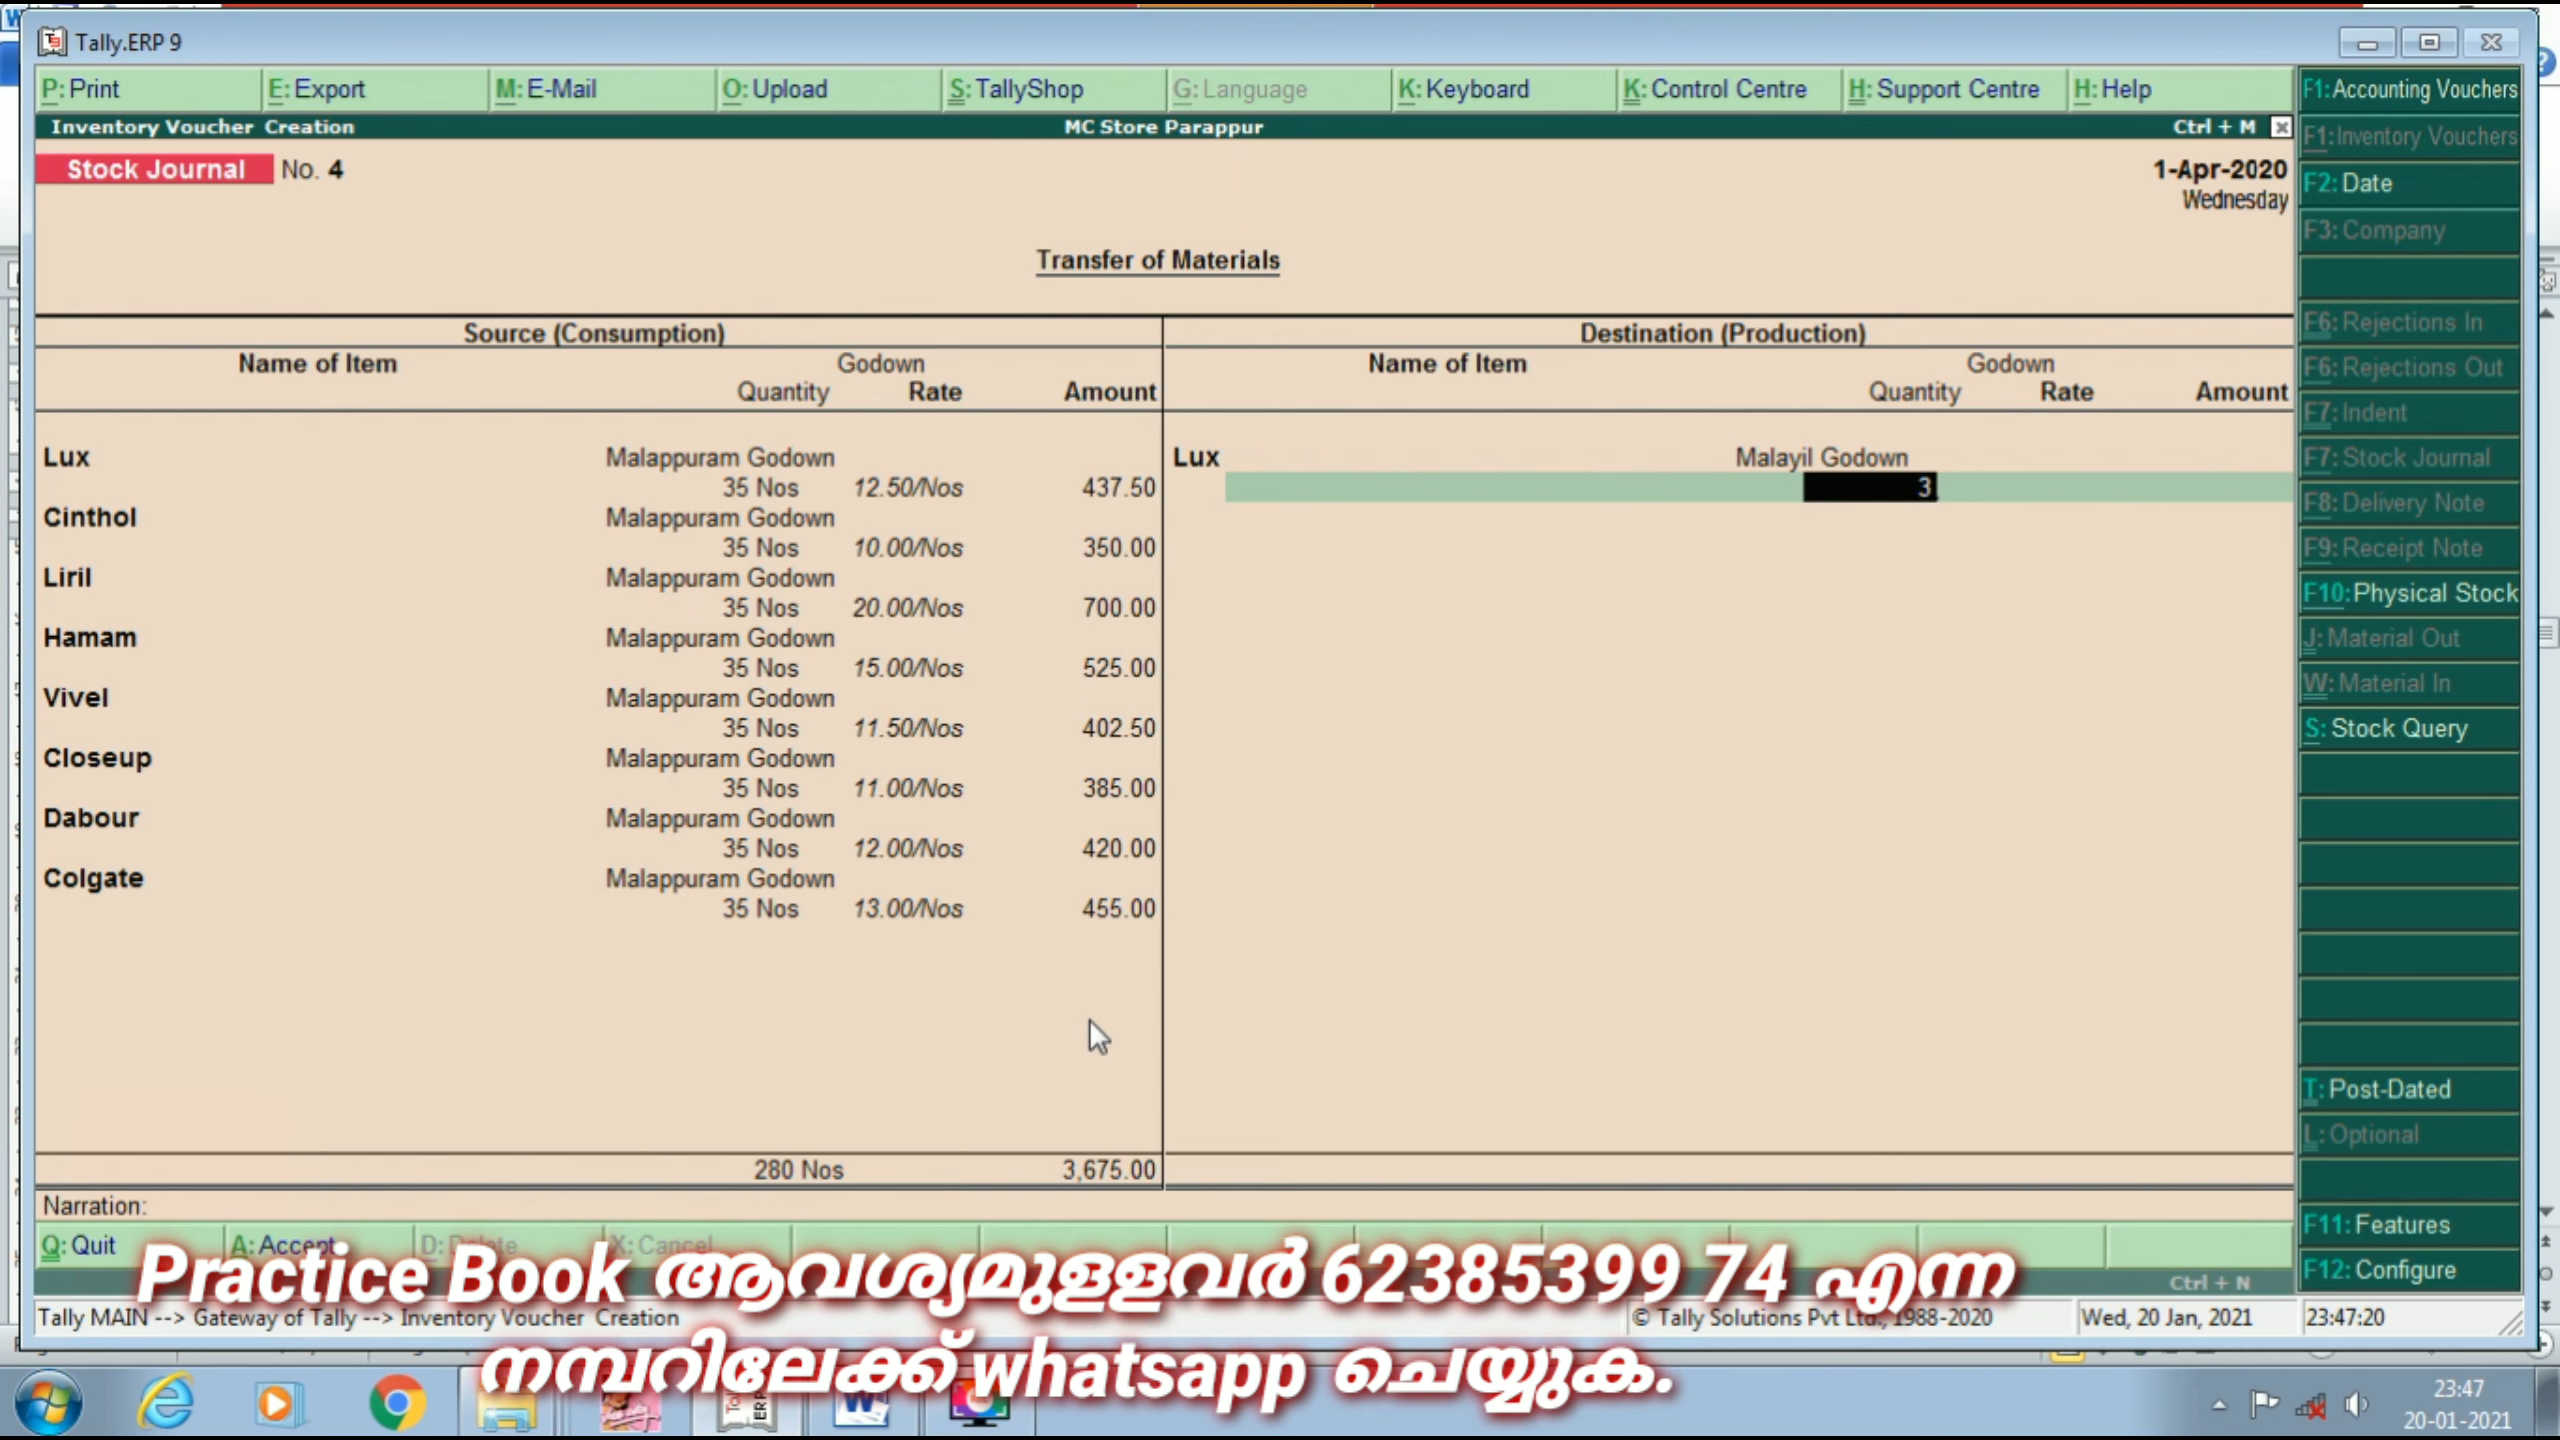 Tally.ERP 9
P: Print E: Export M: E-Mail O: Upload S: TallyShop G: Language K: Keyboard K: Control Centre H: Support Centre H: Help
Inventory Voucher Creation MC Store Parappur Ctrl + M
Stock Journal No. 4 1-Apr-2020
Wednesday
Transfer of Materials
Source (Consumption) Destination (Production)
Name of Item Godown Name of Item Godown
Quantity Rate Amount Quantity Rate Amount
Lux Malappuram Godown Lux Malayil Godown
35 Nos 12.50/Nos 437.50 3
Cinthol Malappuram Godown
35 Nos 10.00/Nos 350.00
Liril Malappuram Godown
35 Nos 20.00/Nos 700.00
Hamam Malappuram Godown
35 Nos 15.00/Nos 525.00
Vivel Malappuram Godown
35 Nos 11.50/Nos 402.50
Closeup Malappuram Godown
35 Nos 11.00/Nos 385.00
Dabour Malappuram Godown
35 Nos 12.00/Nos 420.00
Colgate Malappuram Godown
35 Nos 13.00/Nos 455.00
280 Nos 3,675.00
Narration:
Q: Quit A: Accept D: Delete X: Cancel
Ctrl + N
F1: Accounting Vouchers
F1: Inventory Vouchers
F2: Date
F3: Company
F6: Rejections In
F6: Rejections Out
F7: Indent
F7: Stock Journal
F8: Delivery Note
F9: Receipt Note
F10: Physical Stock
J: Material Out
W: Material In
S: Stock Query
T: Post-Dated
L: Optional
F11: Features
F12: Configure
Practice Book ആവശ്യമുള്ളവർ 62385399 74 എന്ന
നമ്പറിലേക്ക് whatsapp ചെയ്യുക.
Tally MAIN --> Gateway of Tally --> Inventory Voucher Creation © Tally Solutions Pvt Ltd., 1988-2020 Wed, 20 Jan, 2021 23:47:20
23:47
20-01-2021